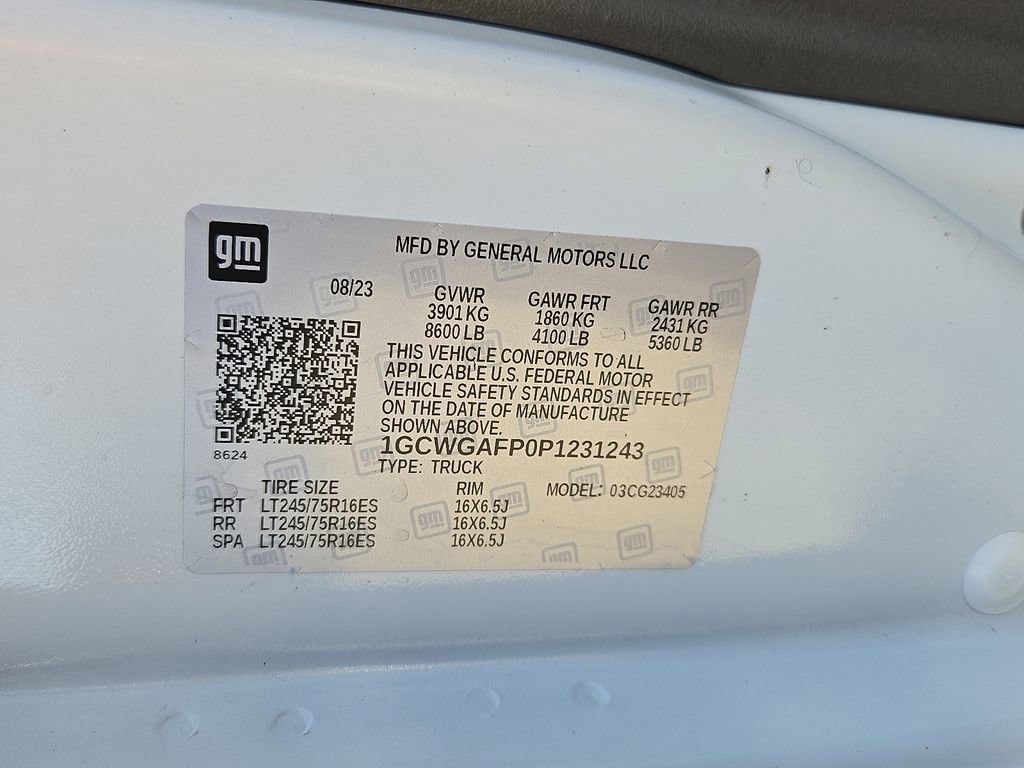 gm
MFD BY GENERAL MOTORS LLC
08/23
GVWR GAWR FRT GAWR RR
3901 KG 1860 KG 2431 KG
8600 LB 4100 LB 5360 LB
THIS VEHICLE CONFORMS TO ALL
APPLICABLE U.S. FEDERAL MOTOR
VEHICLE SAFETY STANDARDS IN EFFECT
ON THE DATE OF MANUFACTURE
SHOWN ABOVE.
1GCWGAFP0P1231243
8624
TYPE: TRUCK
TIRE SIZE RIM MODEL: 03CG23405
FRT LT245/75R16ES 16X6.5J
RR LT245/75R16ES 16X6.5J
SPA LT245/75R16ES 16X6.5J